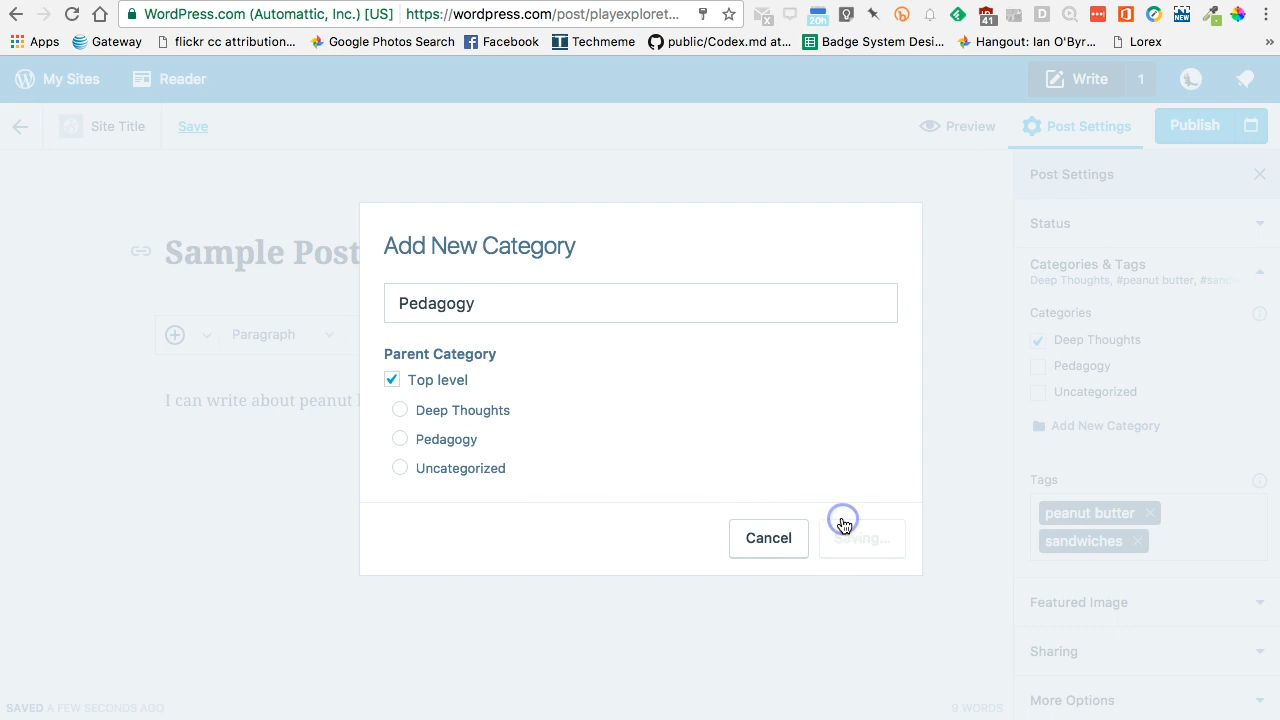 WordPress.com (Automattic, Inc.) [US] https://wordpress.com/post/playexploret...
20h 41 D NEW
Apps Gateway flickr cc attribution... Google Photos Search Facebook Techmeme public/Codex.md at... Badge System Desi... Hangout: Ian O'Byr... Lorex »
My Sites Reader Write 1
Site Title Save Preview Post Settings Publish
Post Settings
Sample Post
Status
Add New Category
Categories & Tags
Deep Thoughts, #peanut butter, #sand
Pedagogy
Categories
Paragraph
Deep Thoughts
Parent Category
Pedagogy
Top level
Uncategorized
I can write about peanut
Deep Thoughts
Add New Category
Pedagogy
Uncategorized
Tags
peanut butter
sandwiches
Cancel Saving...
Featured Image
Sharing
More Options
SAVED A FEW SECONDS AGO 9 WORDS